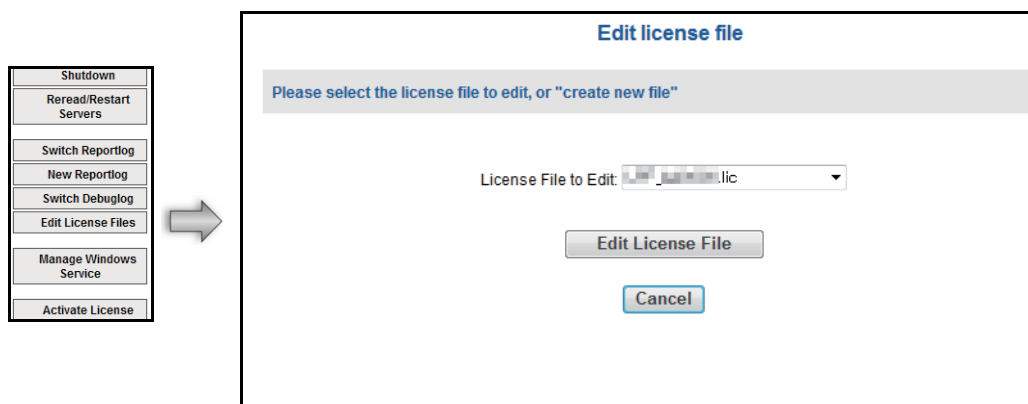 Shutdown
Reread/Restart
Servers
Switch Reportlog
New Reportlog
Switch Debuglog
Edit License Files
Manage Windows
Service
Activate License
Edit license file
Please select the license file to edit, or "create new file"
License File to Edit: .lic
Edit License File
Cancel